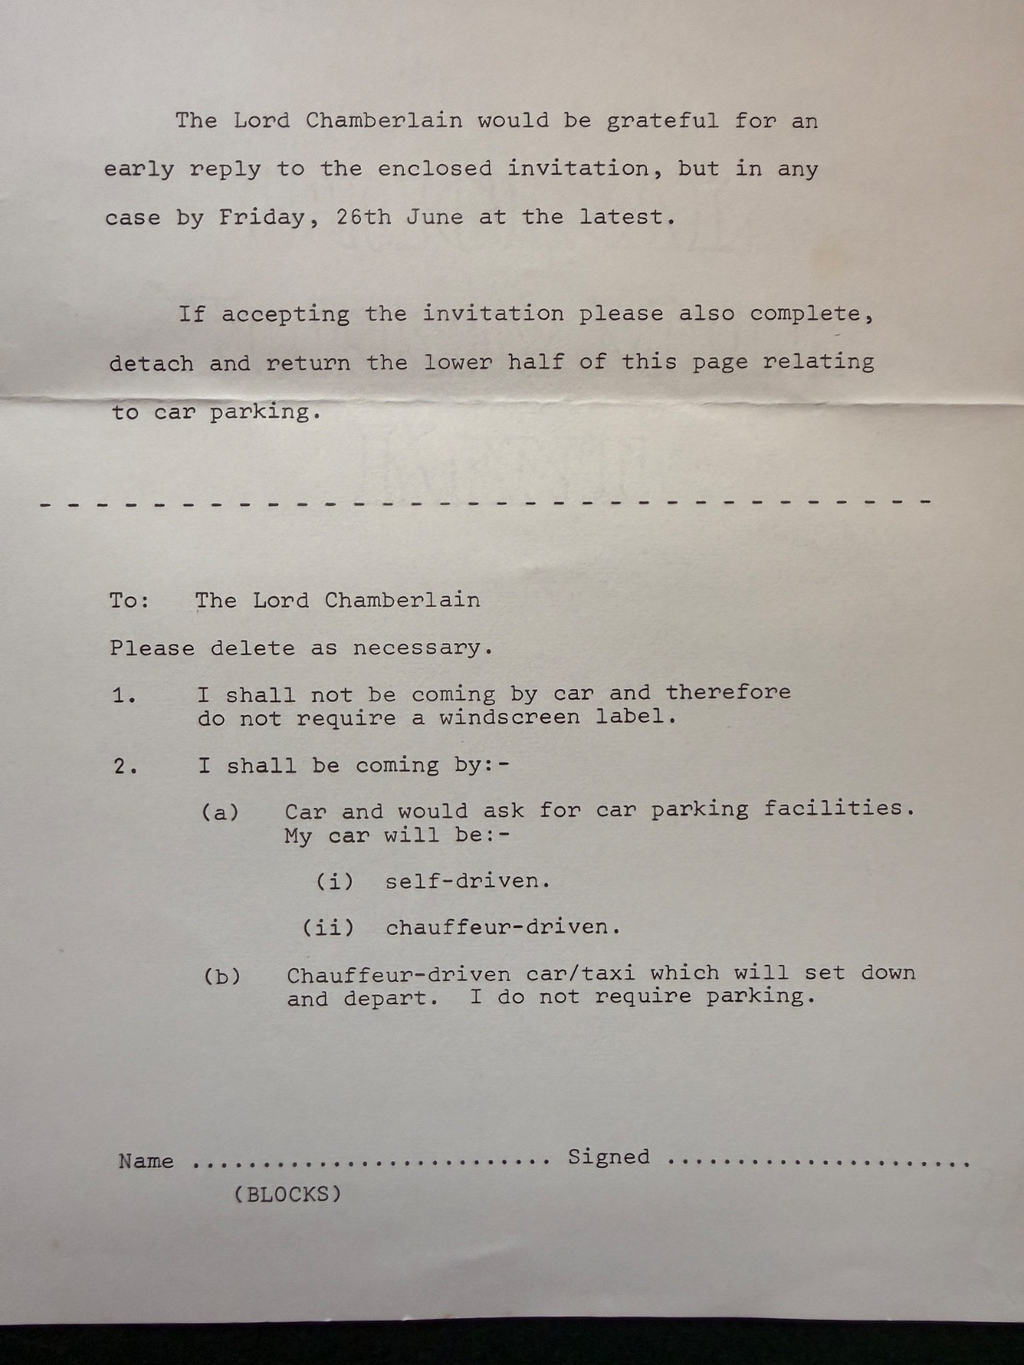 The Lord Chamberlain would be grateful for an
early reply to the enclosed invitation, but in any
case by Friday, 26th June at the latest.
If accepting the invitation please also complete,
detach and return the lower half of this page relating
to car parking.
- - - - - - - - - - - - - - - - - - - - - - - - - - - - - - - -
To: The Lord Chamberlain
Please delete as necessary.
1. I shall not be coming by car and therefore
do not require a windscreen label.
2. I shall be coming by:-
(a) Car and would ask for car parking facilities.
My car will be:-
(i) self-driven.
(ii) chauffeur-driven.
(b) Chauffeur-driven car/taxi which will set down
and depart. I do not require parking.
Name .......................... Signed ......................
(BLOCKS)